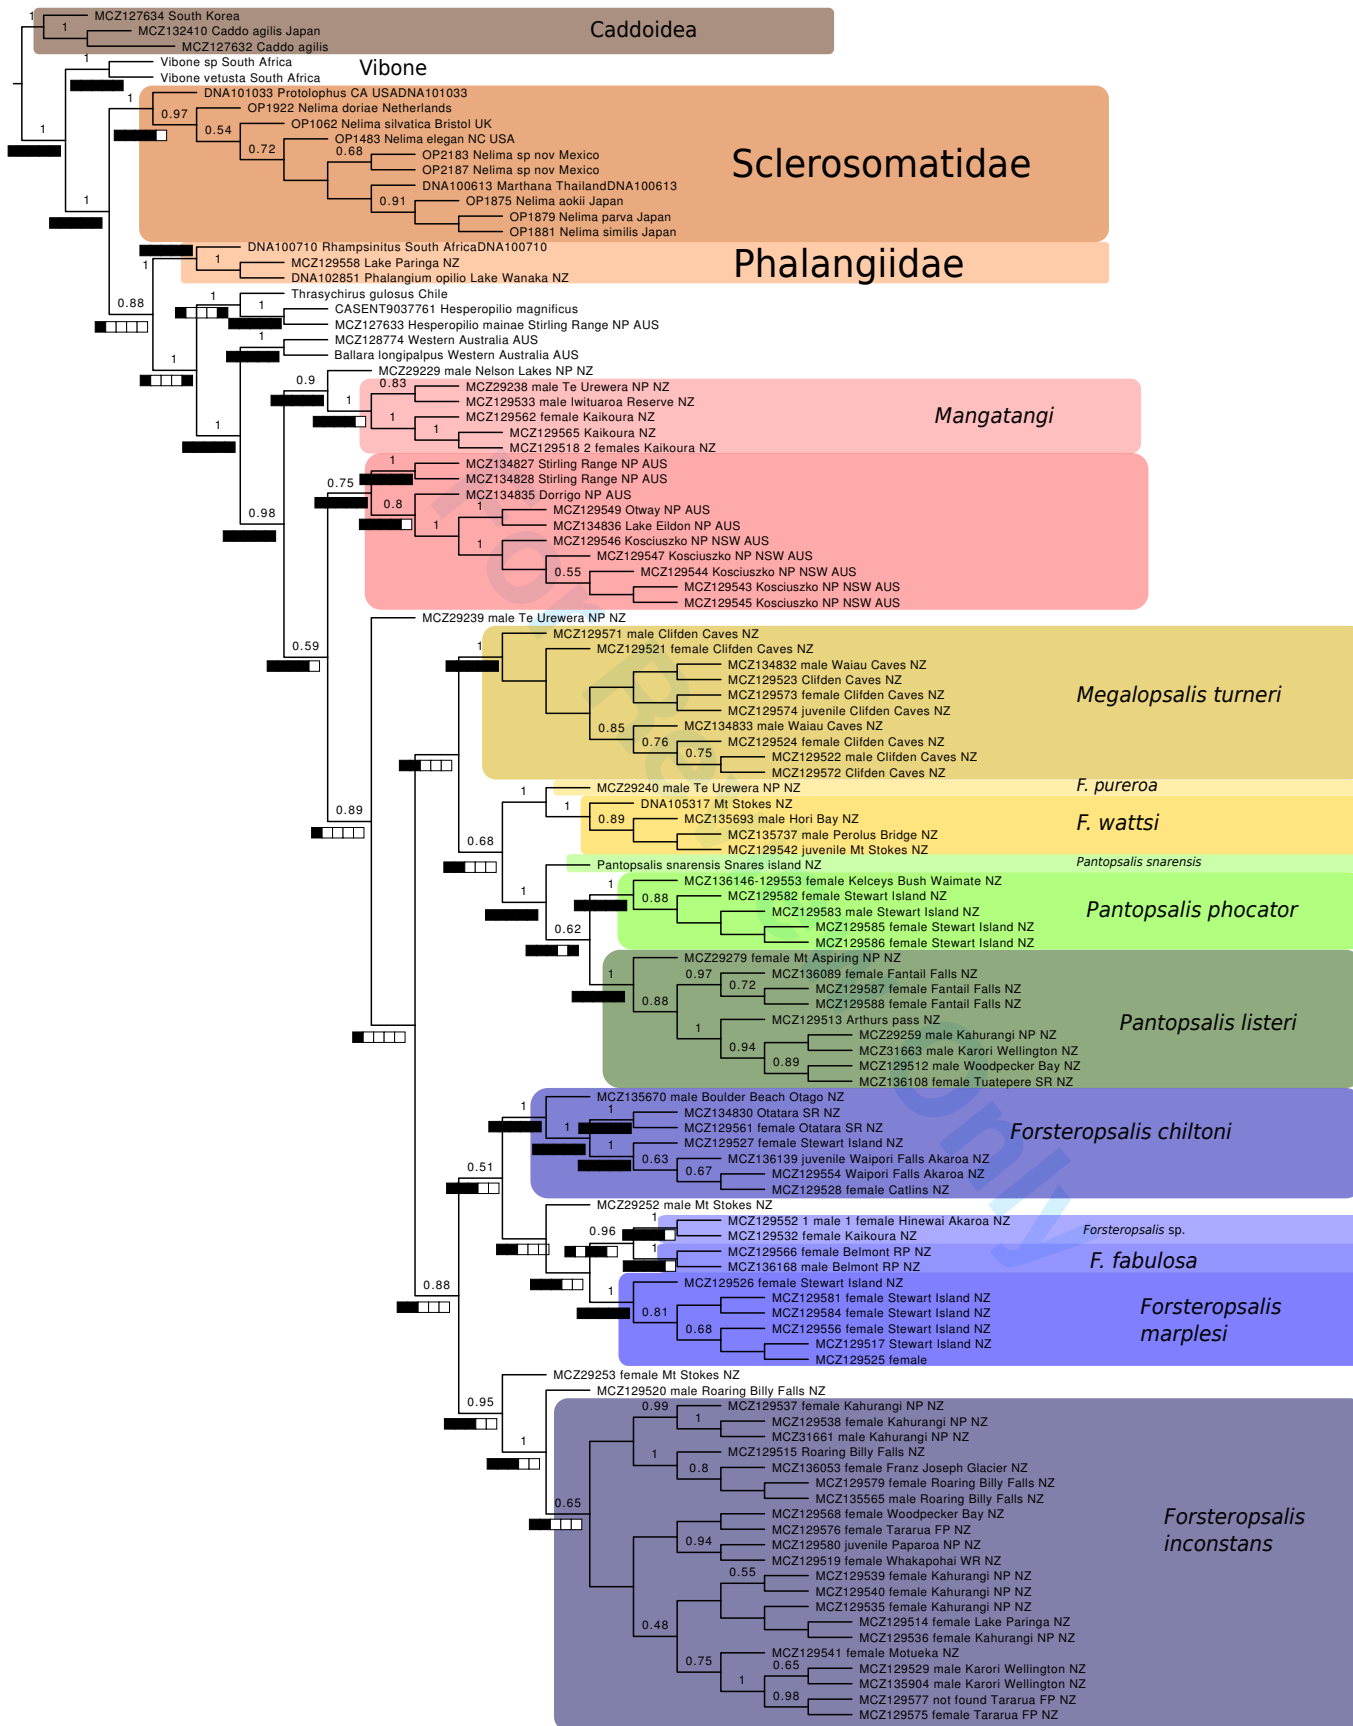 MCZ127634 South Korea
1
MCZ132410 Caddo agilis Japan
MCZ127632 Caddo agilis
Caddoidea
1
Vibone sp South Africa
Vibone vetusta South Africa
Vibone
1
1
DNA101033 Protolophus CA USADNA101033
0.97
OP1922 Nelima doriae Netherlands
0.54
OP1062 Nelima silvatica Bristol UK
0.72
OP1483 Nelima elegan NC USA
0.68
OP2183 Nelima sp nov Mexico
OP2187 Nelima sp nov Mexico
DNA100613 Marthana ThailandDNA100613
0.91
OP1875 Nelima aokii Japan
OP1879 Nelima parva Japan
OP1881 Nelima similis Japan
Sclerosomatidae
1
DNA100710 Rhampsinitus South AfricaDNA100710
1
1
MCZ129558 Lake Paringa NZ
DNA102851 Phalangium opilio Lake Wanaka NZ
Phalangiidae
0.88
1
Thrasychirus gulosus Chile
1
CASENT9037761 Hesperopilio magnificus
MCZ127633 Hesperopilio mainae Stirling Range NP AUS
1
1
MCZ128774 Western Australia AUS
Ballara longipalpus Western Australia AUS
0.9
MCZ29229 male Nelson Lakes NP NZ
1
0.83
MCZ29238 male Te Urewera NP NZ
MCZ129533 male Iwituaroa Reserve NZ
1
MCZ129562 female Kaikoura NZ
1
MCZ129565 Kaikoura NZ
MCZ129518 2 females Kaikoura NZ
Mangatangi
1
0.98
0.75
1
MCZ134827 Stirling Range NP AUS
MCZ134828 Stirling Range NP AUS
0.8
MCZ134835 Dorrigo NP AUS
1
1
MCZ129549 Otway NP AUS
MCZ134836 Lake Eildon NP AUS
1
MCZ129546 Kosciuszko NP NSW AUS
MCZ129547 Kosciuszko NP NSW AUS
0.55
MCZ129544 Kosciuszko NP NSW AUS
MCZ129543 Kosciuszko NP NSW AUS
MCZ129545 Kosciuszko NP NSW AUS
0.59
MCZ29239 male Te Urewera NP NZ
1
MCZ129571 male Clifden Caves NZ
MCZ129521 female Clifden Caves NZ
MCZ134832 male Waiau Caves NZ
MCZ129523 Clifden Caves NZ
MCZ129573 female Clifden Caves NZ
MCZ129574 juvenile Clifden Caves NZ
0.85
MCZ134833 male Waiau Caves NZ
0.76
MCZ129524 female Clifden Caves NZ
0.75
MCZ129522 male Clifden Caves NZ
MCZ129572 Clifden Caves NZ
Megalopsalis turneri
0.89
0.68
1
MCZ29240 male Te Urewera NP NZ
F. pureroa
1
DNA105317 Mt Stokes NZ
0.89
MCZ135693 male Hori Bay NZ
MCZ135737 male Perolus Bridge NZ
MCZ129542 juvenile Mt Stokes NZ
F. wattsi
1
Pantopsalis snarensis Snares island NZ
Pantopsalis snarensis
0.62
1
MCZ136146-129553 female Kelceys Bush Waimate NZ
0.88
MCZ129582 female Stewart Island NZ
MCZ129583 male Stewart Island NZ
MCZ129585 female Stewart Island NZ
MCZ129586 female Stewart Island NZ
Pantopsalis phocator
1
MCZ29279 female Mt Aspiring NP NZ
0.88
0.97
MCZ136089 female Fantail Falls NZ
0.72
MCZ129587 female Fantail Falls NZ
MCZ129588 female Fantail Falls NZ
1
MCZ129513 Arthurs pass NZ
0.94
MCZ29259 male Kahurangi NP NZ
MCZ31663 male Karori Wellington NZ
0.89
MCZ129512 male Woodpecker Bay NZ
MCZ136108 female Tuatepere SR NZ
Pantopsalis listeri
1
MCZ135670 male Boulder Beach Otago NZ
1
1
MCZ134830 Otatara SR NZ
MCZ129561 female Otatara SR NZ
1
MCZ129527 female Stewart Island NZ
0.63
MCZ136139 juvenile Waipori Falls Akaroa NZ
0.67
MCZ129554 Waipori Falls Akaroa NZ
MCZ129528 female Catlins NZ
Forsteropsalis chiltoni
0.51
MCZ29252 male Mt Stokes NZ
0.96
1
MCZ129552 1 male 1 female Hinewai Akaroa NZ
MCZ129532 female Kaikoura NZ
Forsteropsalis sp.
1
MCZ129566 female Belmont RP NZ
MCZ136168 male Belmont RP NZ
F. fabulosa
1
MCZ129526 female Stewart Island NZ
0.81
MCZ129581 female Stewart Island NZ
MCZ129584 female Stewart Island NZ
0.68
MCZ129556 female Stewart Island NZ
MCZ129517 Stewart Island NZ
MCZ129525 female
Forsteropsalis
marplesi
0.88
0.95
MCZ29253 female Mt Stokes NZ
1
MCZ129520 male Roaring Billy Falls NZ
0.65
0.99
MCZ129537 female Kahurangi NP NZ
1
MCZ129538 female Kahurangi NP NZ
MCZ31661 male Kahurangi NP NZ
1
MCZ129515 Roaring Billy Falls NZ
0.8
MCZ136053 female Franz Joseph Glacier NZ
MCZ129579 female Roaring Billy Falls NZ
MCZ135565 male Roaring Billy Falls NZ
MCZ129568 female Woodpecker Bay NZ
MCZ129576 female Tararua FP NZ
0.94
MCZ129580 juvenile Paparoa NP NZ
MCZ129519 female Whakapohai WR NZ
0.48
0.55
MCZ129539 female Kahurangi NP NZ
MCZ129540 female Kahurangi NP NZ
MCZ129535 female Kahurangi NP NZ
MCZ129514 female Lake Paringa NZ
MCZ129536 female Kahurangi NP NZ
0.75
MCZ129541 female Motueka NZ
1
0.65
MCZ129529 male Karori Wellington NZ
MCZ135904 male Karori Wellington NZ
0.98
MCZ129577 not found Tararua FP NZ
MCZ129575 female Tararua FP NZ
Forsteropsalis
inconstans
For Review Only